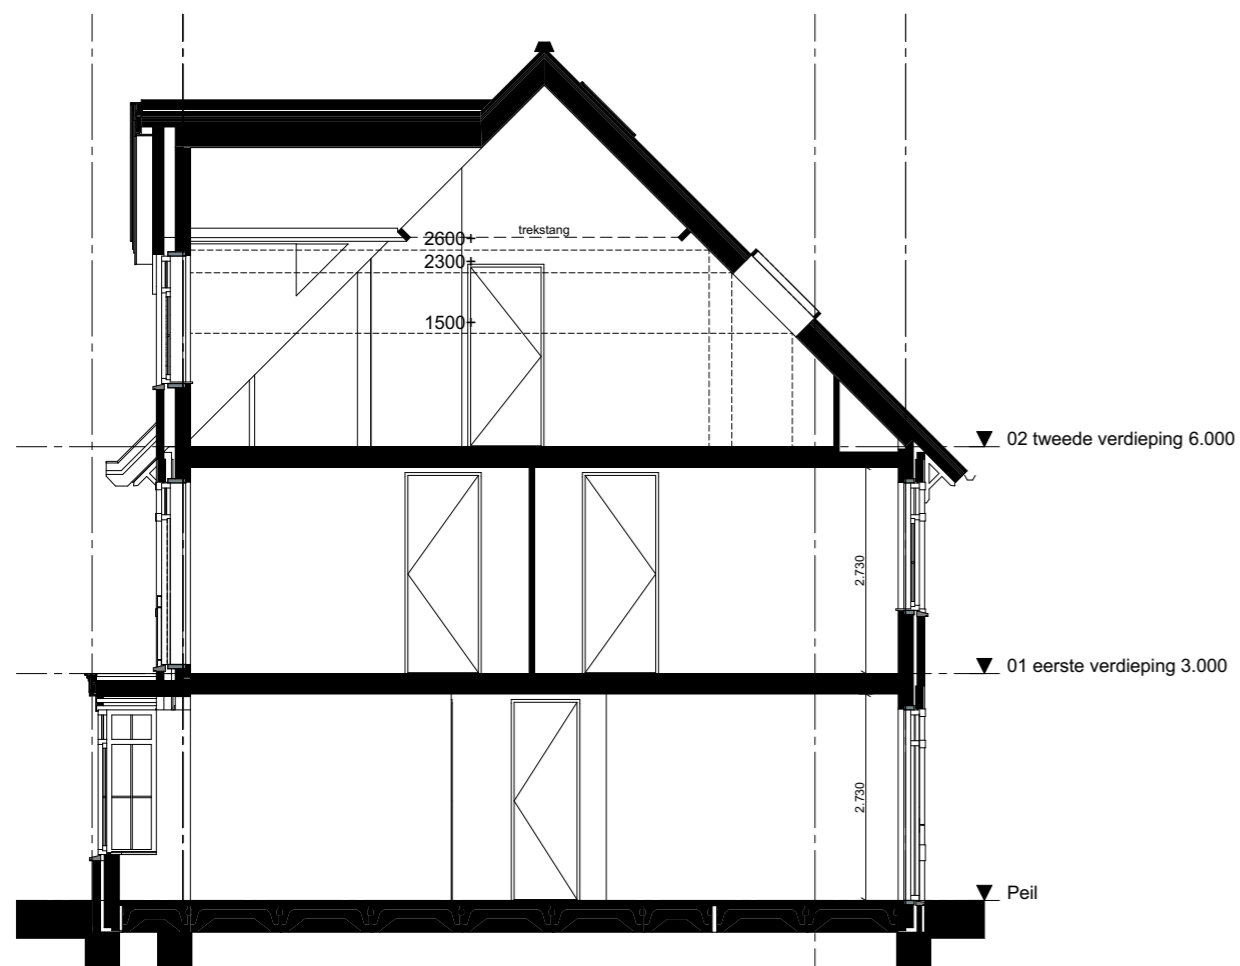 trekstang
2600+
2300+
1500+
02 tweede verdieping 6.000
2.730
01 eerste verdieping 3.000
2.730
Peil